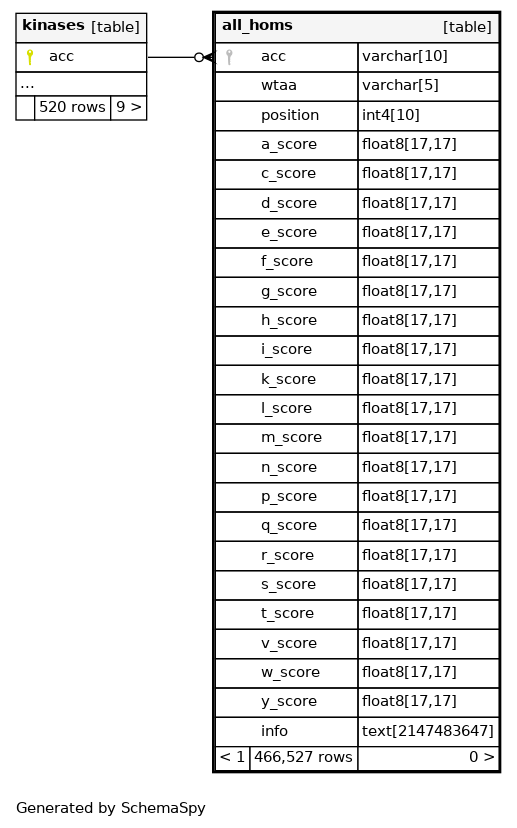 kinases [table]
acc
...
520 rows 9 >
all_homs [table]
acc varchar[10]
wtaa varchar[5]
position int4[10]
a_score float8[17,17]
c_score float8[17,17]
d_score float8[17,17]
e_score float8[17,17]
f_score float8[17,17]
g_score float8[17,17]
h_score float8[17,17]
i_score float8[17,17]
k_score float8[17,17]
l_score float8[17,17]
m_score float8[17,17]
n_score float8[17,17]
p_score float8[17,17]
q_score float8[17,17]
r_score float8[17,17]
s_score float8[17,17]
t_score float8[17,17]
v_score float8[17,17]
w_score float8[17,17]
y_score float8[17,17]
info text[2147483647]
< 1 466,527 rows 0 >
Generated by SchemaSpy